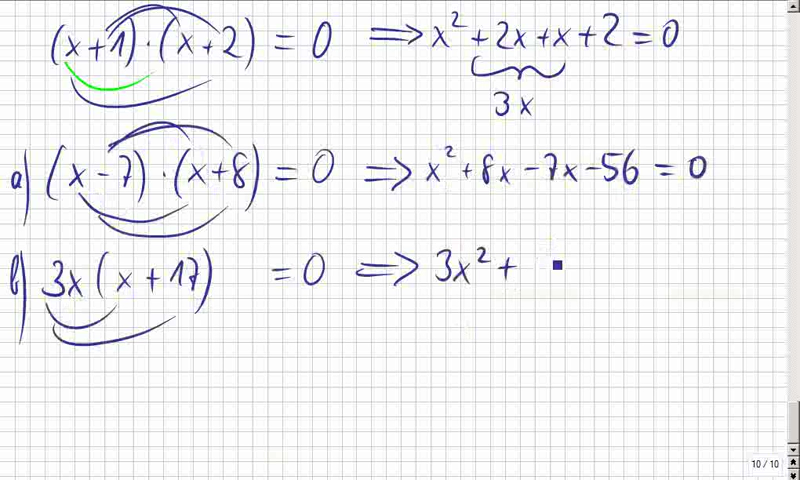 (x+1)·(x+2) = 0 ⟹ x² +2x+x+2=0
3x
a) (x-7)·(x+8) = 0 ⟹ x² +8x -7x -56 = 0
b) 3x(x+17) = 0 ⟹ 3x² +
10 / 10